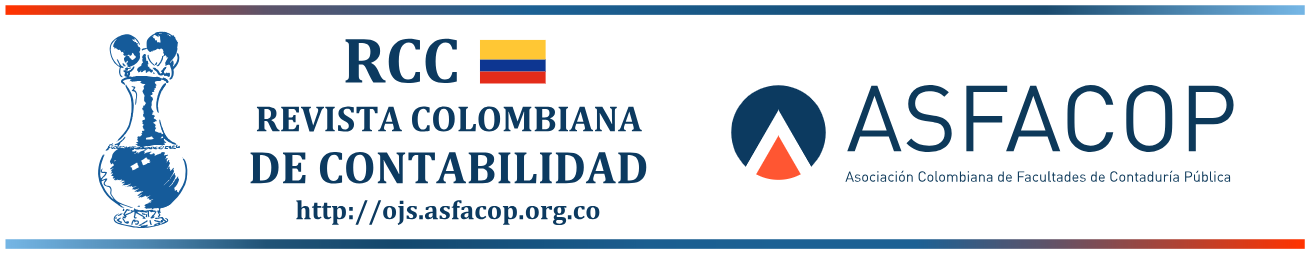 RCC
REVISTA COLOMBIANA
DE CONTABILIDAD
http://ojs.asfacop.org.co
ASFACOP
Asociación Colombiana de Facultades de Contaduría Pública